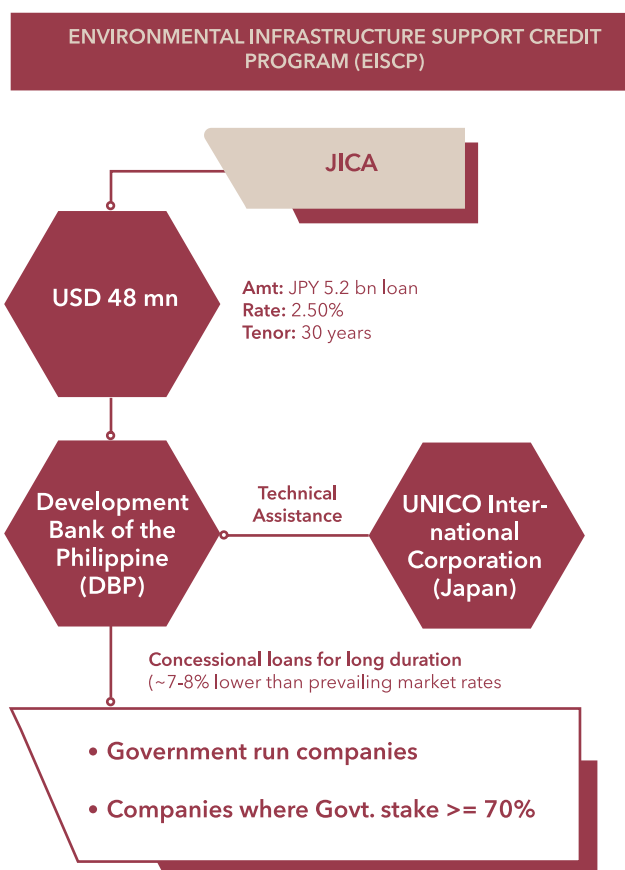 ENVIRONMENTAL INFRASTRUCTURE SUPPORT CREDIT
PROGRAM (EISCP)
JICA
USD 48 mn
Amt: JPY 5.2 bn loan
Rate: 2.50%
Tenor: 30 years
Development
Bank of the
Philippine
(DBP)
Technical
Assistance
UNICO Inter-
national
Corporation
(Japan)
Concessional loans for long duration
(~7-8% lower than prevailing market rates
• Government run companies
• Companies where Govt. stake >= 70%